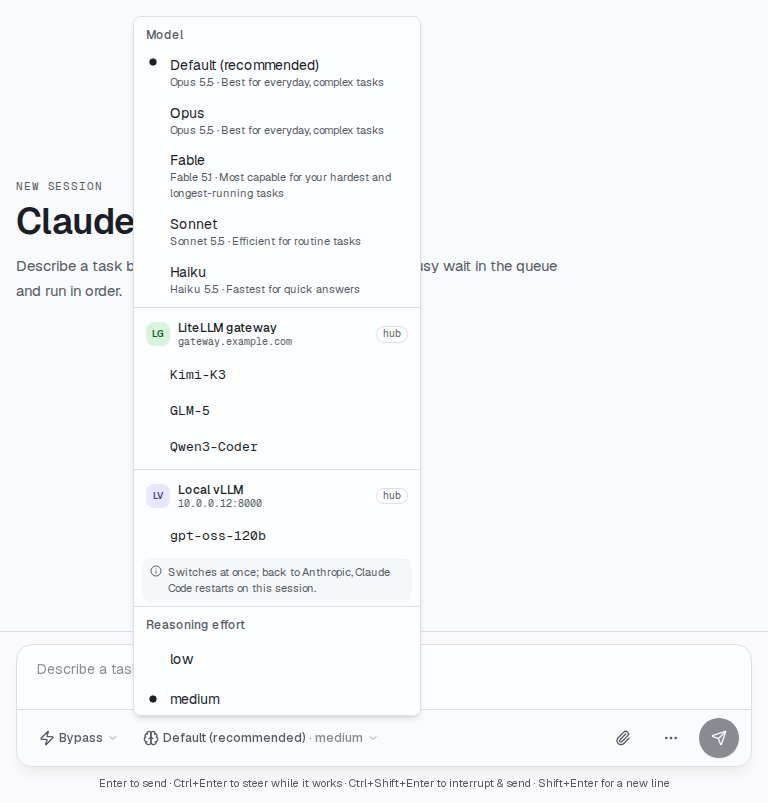 Model
Default (recommended)
Opus 5.5 · Best for everyday, complex tasks
Opus
Opus 5.5 · Best for everyday, complex tasks
Fable
Fable 5.1 · Most capable for your hardest and
longest-running tasks
Sonnet
Sonnet 5.5 · Efficient for routine tasks
Haiku
Haiku 5.5 · Fastest for quick answers
NEW SESSION
Claude
Describe a task
wait in the queue
and run in order.
LG
LiteLLM gateway
gateway.example.com
hub
Kimi-K3
GLM-5
Qwen3-Coder
LV
Local vLLM
10.0.0.12:8000
hub
gpt-oss-120b
Switches at once; back to Anthropic, Claude
Code restarts on this session.
Reasoning effort
low
medium
Describe a
Bypass
Default (recommended) · medium
Enter to send · Ctrl+Enter to steer while it works · Ctrl+Shift+Enter to interrupt & send · Shift+Enter for a new line